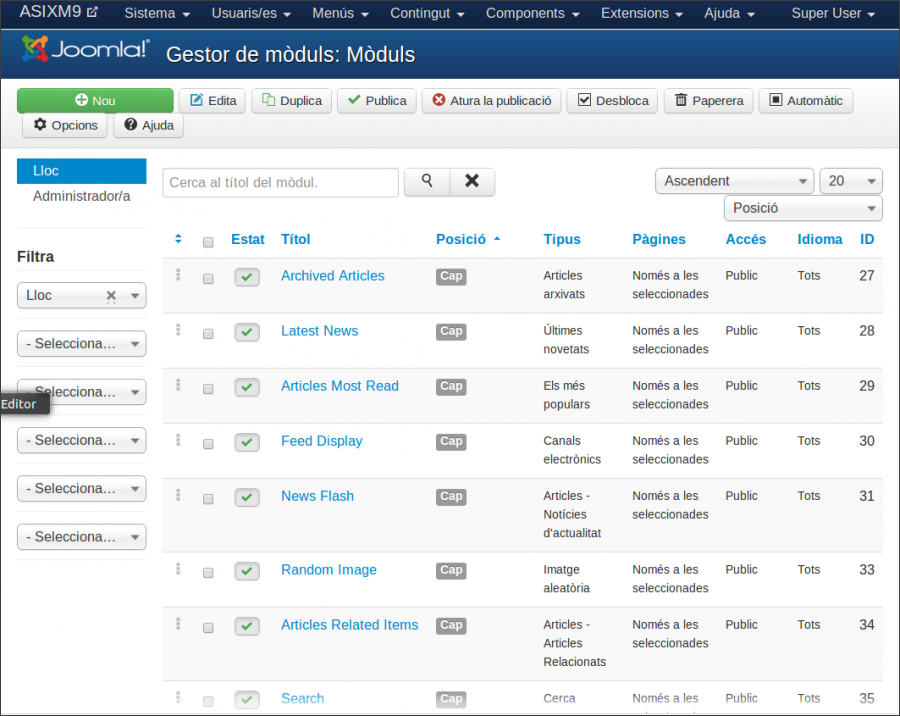 ASIXM9 Sistema Usuaris/es Menús Contingut Components Extensions Ajuda Super User
Joomla!® Gestor de mòduls: Mòduls
Nou Edita Duplica Publica Atura la publicació Desbloca Paperera Automàtic
Opcions Ajuda
Lloc
Administrador/a
Filtra
Lloc
- Selecciona...
- Selecciona...
Editor
- Selecciona...
- Selecciona...
- Selecciona...
Cerca al títol del mòdul.
Ascendent 20
Posició
Estat Títol Posició Tipus Pàgines Accés Idioma ID
Archived Articles Cap Articles Només a les Public Tots 27
arxivats seleccionades
Latest News Cap Últimes Només a les Public Tots 28
novetats seleccionades
Articles Most Read Cap Els més Només a les Public Tots 29
populars seleccionades
Feed Display Cap Canals Només a les Public Tots 30
electrònics seleccionades
News Flash Cap Articles - Només a les Public Tots 31
Notícies seleccionades
d'actualitat
Random Image Cap Imatge Només a les Public Tots 33
aleatòria seleccionades
Articles Related Items Cap Articles - Només a les Public Tots 34
Articles seleccionades
Relacionats
Search Cap Cerca Només a les Public Tots 35